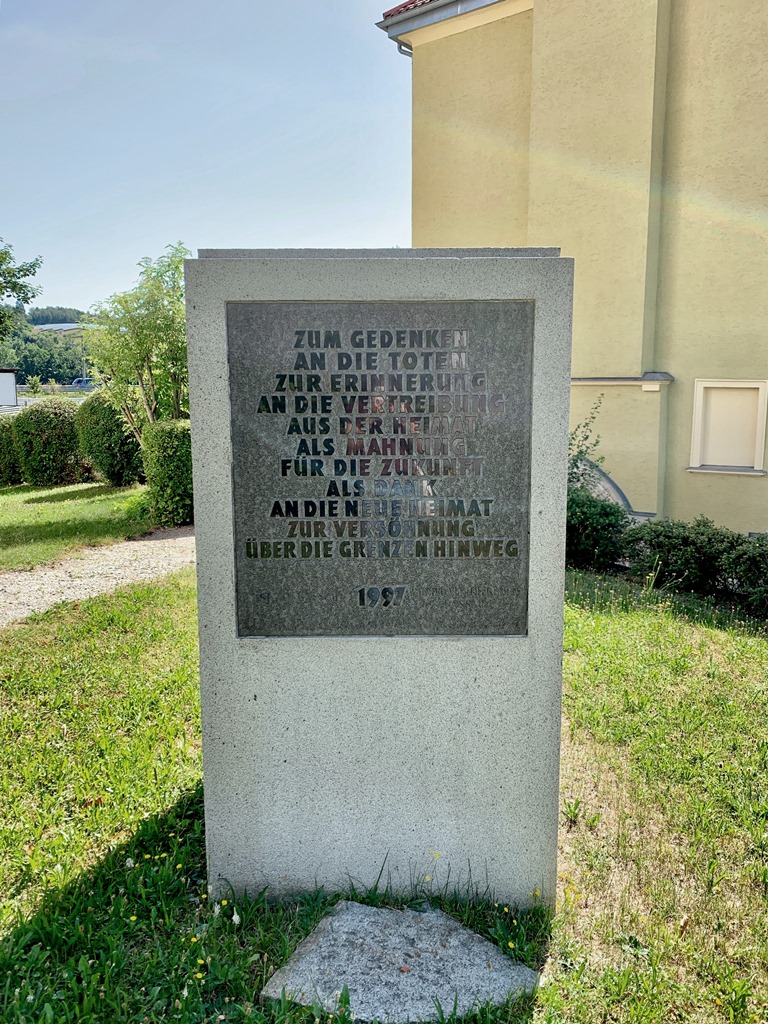 ZUM GEDENKEN
AN DIE TOTEN
ZUR ERINNERUNG
AN DIE VERTREIBUNG
AUS DER HEIMAT
ALS MAHNUNG
FÜR DIE ZUKUNFT
ALS DANK
AN DIE NEUE HEIMAT
ZUR VERSÖHNUNG
ÜBER DIE GRENZEN HINWEG
1997